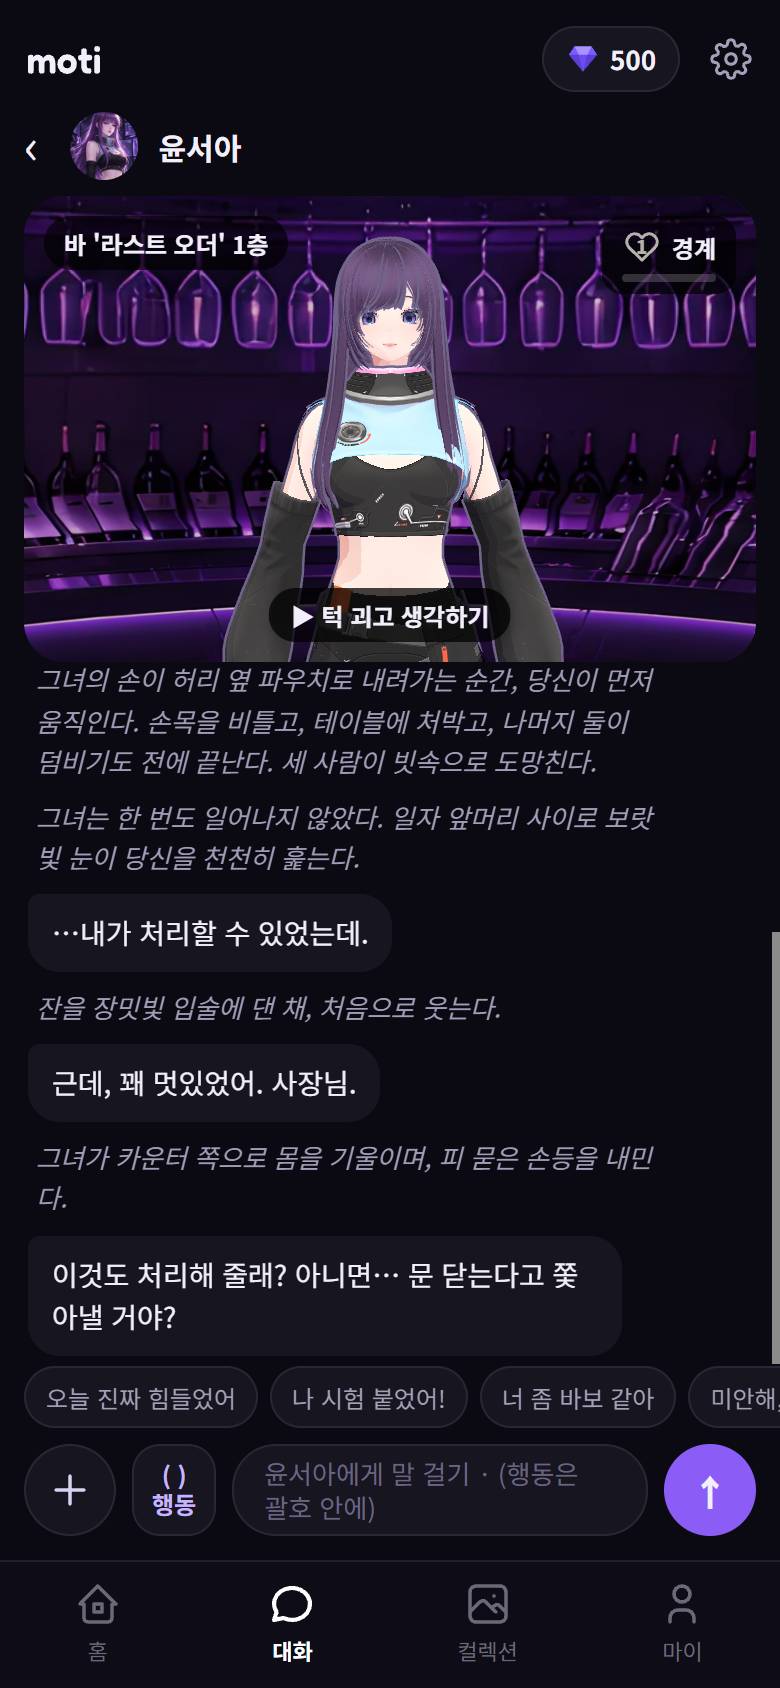 moti
500
윤서아
바 '라스트 오더' 1층
1 경계
▶ 턱 괴고 생각하기
그녀의 손이 허리 옆 파우치로 내려가는 순간, 당신이 먼저
움직인다. 손목을 비틀고, 테이블에 처박고, 나머지 둘이
덤비기도 전에 끝난다. 세 사람이 빗속으로 도망친다.
그녀는 한 번도 일어나지 않았다. 일자 앞머리 사이로 보랏
빛 눈이 당신을 천천히 훑는다.
…내가 처리할 수 있었는데.
잔을 장밋빛 입술에 댄 채, 처음으로 웃는다.
근데, 꽤 멋있었어. 사장님.
그녀가 카운터 쪽으로 몸을 기울이며, 피 묻은 손등을 내민
다.
이것도 처리해 줄래? 아니면… 문 닫는다고 쫓
아낼 거야?
오늘 진짜 힘들었어
나 시험 붙었어!
너 좀 바보 같아
미안해,
( )
행동
윤서아에게 말 걸기 · (행동은
괄호 안에)
홈
대화
컬렉션
마이